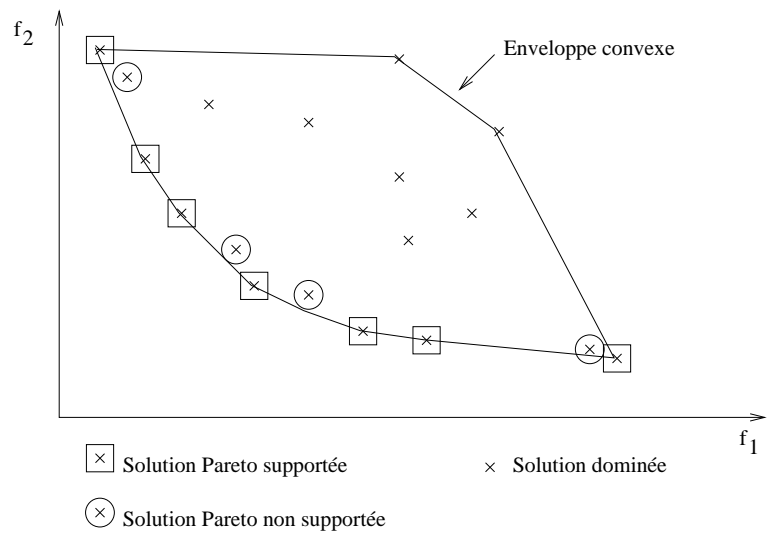 f2
Enveloppe convexe
f1
Solution Pareto supportée
Solution dominée
Solution Pareto non supportée